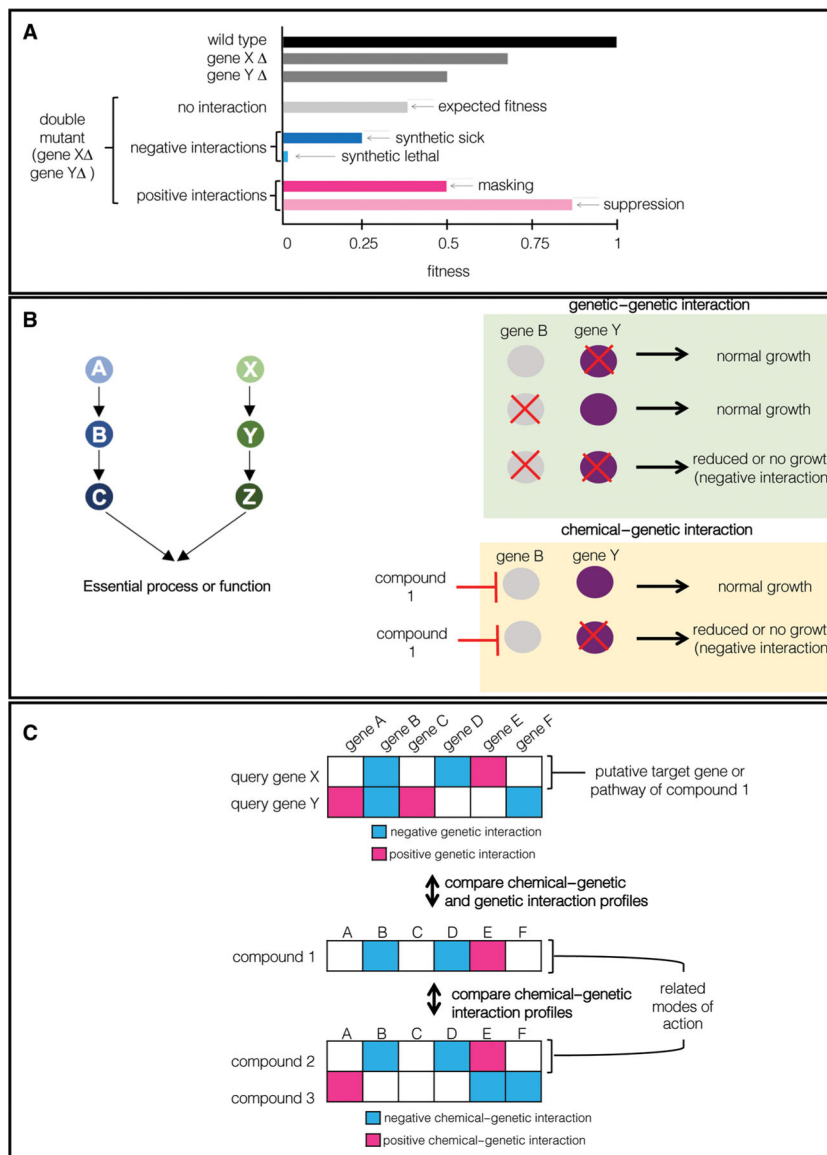 A
wild type
gene X Δ
gene Y Δ
double
mutant
(gene XΔ
gene YΔ )
no interaction
expected fitness
negative interactions
synthetic sick
synthetic lethal
positive interactions
masking
suppression
0 0.25 0.5 0.75 1
fitness
B
A X
B Y
C Z
Essential process or function
genetic–genetic interaction
gene B gene Y
normal growth
normal growth
reduced or no growth
(negative interaction
chemical–genetic interaction
gene B gene Y
compound
1
normal growth
compound
1
reduced or no growth
(negative interaction
C
gene A gene B gene C gene D gene E gene F
query gene X
query gene Y
putative target gene or
pathway of compound 1
negative genetic interaction
positive genetic interaction
compare chemical–genetic
and genetic interaction profiles
A B C D E F
compound 1
compare chemical–genetic
interaction profiles
related
modes of
action
A B C D E F
compound 2
compound 3
negative chemical–genetic interaction
positive chemical–genetic interaction